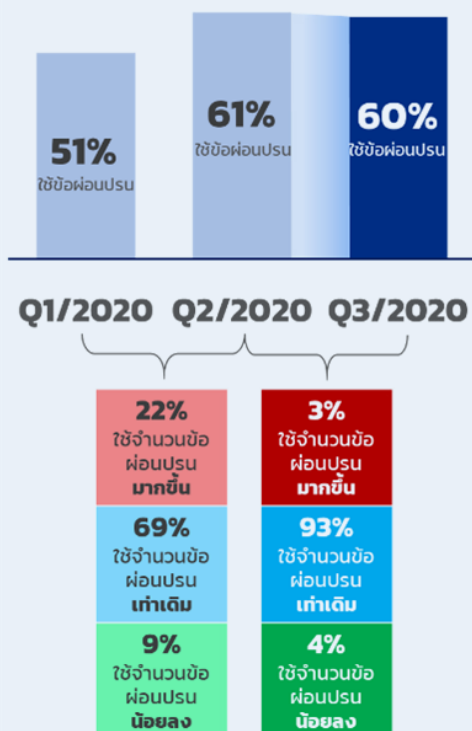 51%
ใช้ข้อผ่อนปรน
61%
ใช้ข้อผ่อนปรน
60%
ใช้ข้อผ่อนปรน
Q1/2020 Q2/2020 Q3/2020
22%
ใช้จำนวนข้อ
ผ่อนปรน
มากขึ้น
69%
ใช้จำนวนข้อ
ผ่อนปรน
เท่าเดิม
9%
ใช้จำนวนข้อ
ผ่อนปรน
น้อยลง
3%
ใช้จำนวนข้อ
ผ่อนปรน
มากขึ้น
93%
ใช้จำนวนข้อ
ผ่อนปรน
เท่าเดิม
4%
ใช้จำนวนข้อ
ผ่อนปรน
น้อยลง